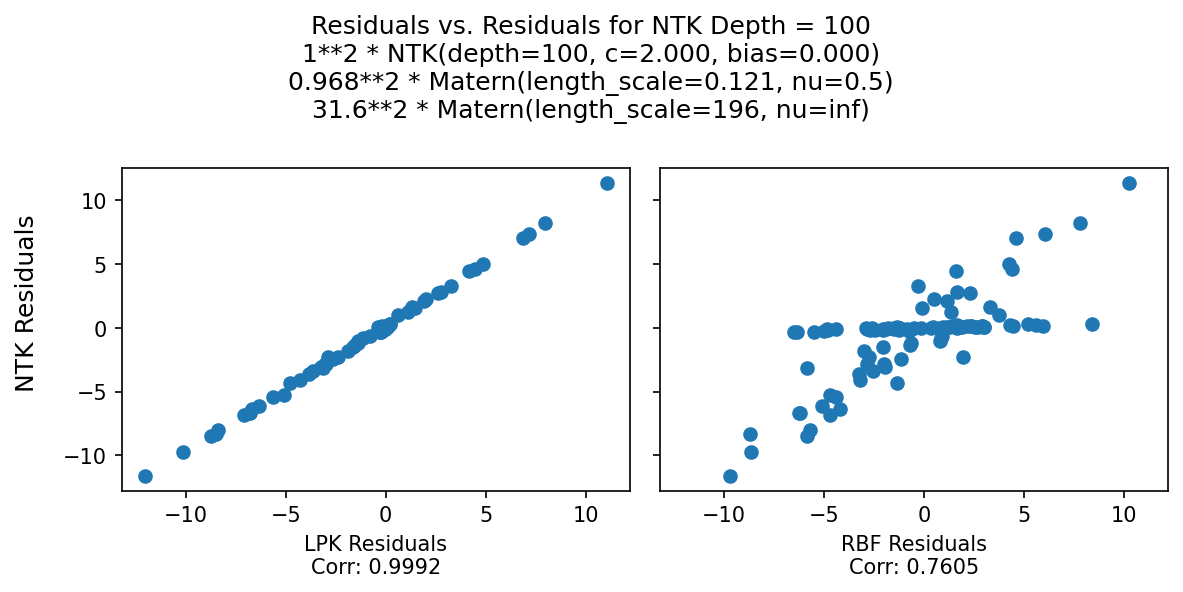 Residuals vs. Residuals for NTK Depth = 100
1**2 * NTK(depth=100, c=2.000, bias=0.000)
0.968**2 * Matern(length_scale=0.121, nu=0.5)
31.6**2 * Matern(length_scale=196, nu=inf)
NTK Residuals
10
5
0
−5
−10
−10 −5 0 5 10
LPK Residuals
Corr: 0.9992
−10 −5 0 5 10
RBF Residuals
Corr: 0.7605